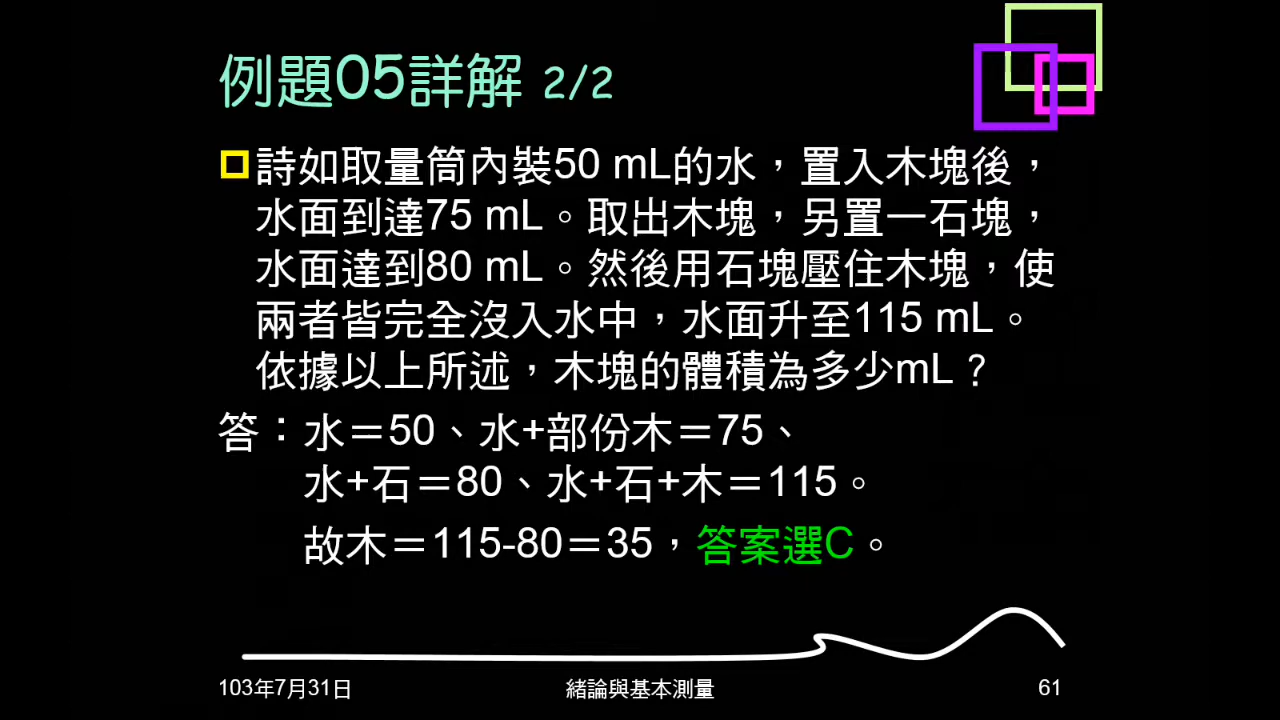 例題05詳解 2/2
詩如取量筒內裝50 mL的水，置入木塊後，
水面到達75 mL。取出木塊，另置一石塊，
水面達到80 mL。然後用石塊壓住木塊，使
兩者皆完全沒入水中，水面升至115 mL。
依據以上所述，木塊的體積為多少mL？
答：水＝50、水+部份木＝75、
水+石＝80、水+石+木＝115。
故木＝115-80＝35，答案選C。
103年7月31日
緒論與基本測量
61